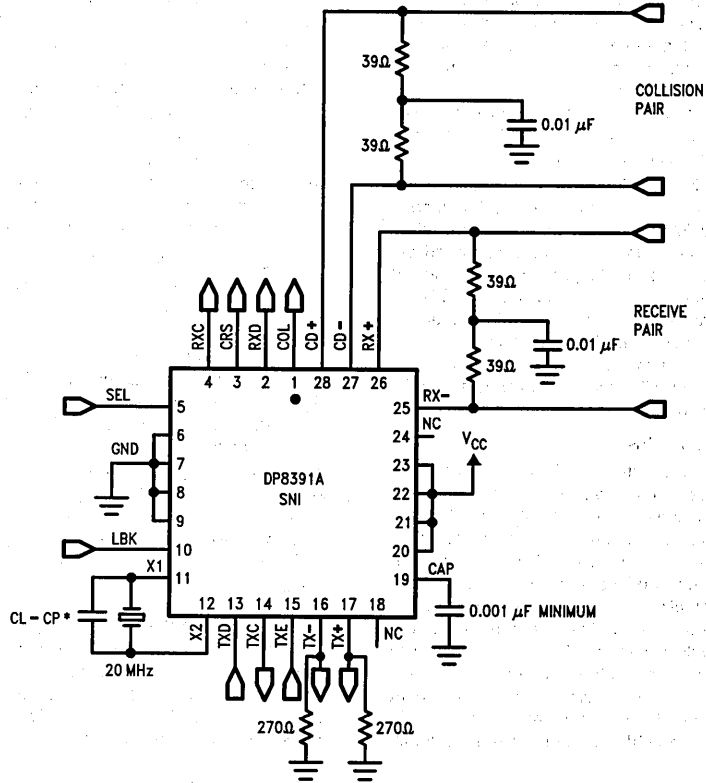 39Ω
COLLISION
PAIR
0.01 µF
39Ω
39Ω
RECEIVE
PAIR
0.01 µF
39Ω
RXC
CRS
RXD
COL
CD+
CD-
RX+
4
3
2
1
28
27
26
SEL
5
25
RX-
NC
6
24
GND
7
8
9
VCC
23
22
21
20
DP8391A
SNI
LBK
10
X1
11
19
CAP
12
13
14
15
16
17
18
CL-CP*
0.001 µF MINIMUM
X2
TXD
TXC
TXE
TX-
TX+
NC
20 MHz
270Ω
270Ω